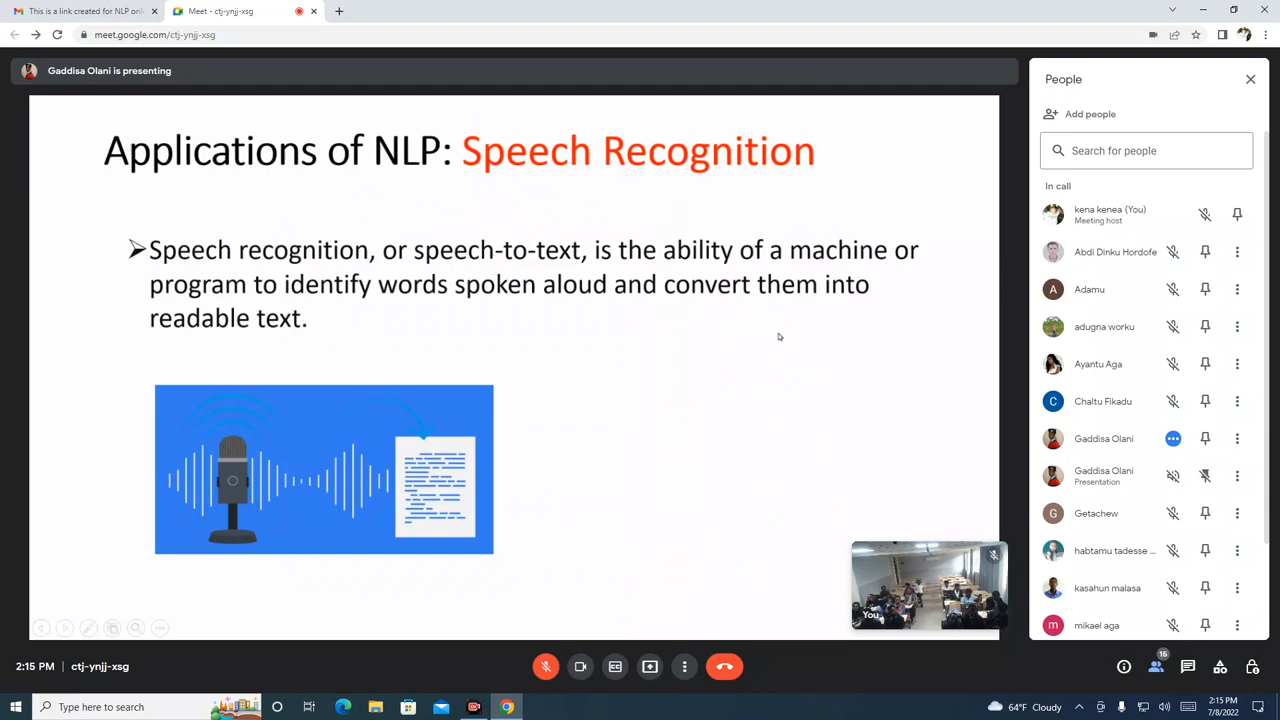 This is a link created for NLP onl
Meet - ctj-ynjj-xsg
meet.google.com/ctj-ynjj-xsg
Gaddisa Olani is presenting
Applications of NLP: Speech Recognition
Speech recognition, or speech-to-text, is the ability of a machine or
program to identify words spoken aloud and convert them into
readable text.
You
People
Add people
Search for people
In call
kena kenea (You)
Meeting host
Abdi Dinku Hordofe
A
Adamu
adugna worku
Ayantu Aga
C
Chaltu Fikadu
Gaddisa Olani
Gaddisa Olani
Presentation
G
Getachew
habtamu tadesse ...
kasahun malasa
m
mikael aga
2:15 PM | ctj-ynjj-xsg
16
Type here to search
64°F Cloudy
2:15 PM
7/8/2022